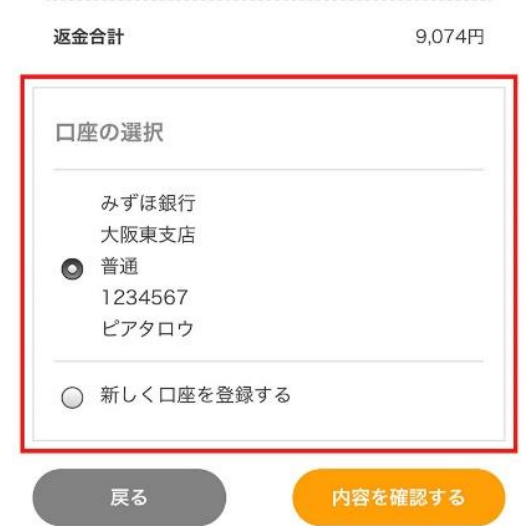 返金合計 9,074円
口座の選択
みずほ銀行
大阪東支店
普通
1234567
ピアタロウ
新しく口座を登録する
戻る 内容を確認する